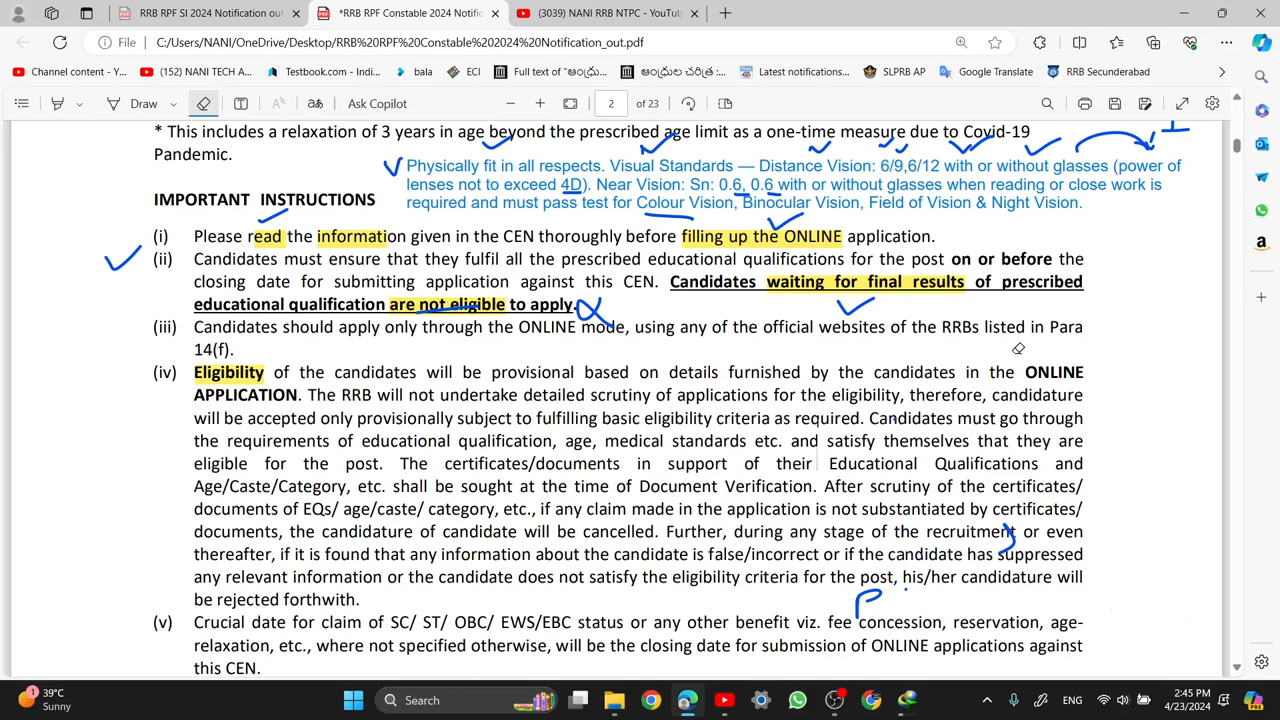 RRB RPF SI 2024 Notification out
*RRB RPF Constable 2024 Notific
(3039) NANI RRB NTPC - YouTube
File
C:/Users/NANI/OneDrive/Desktop/RRB%20RPF%20Constable%202024%20Notification_out.pdf
Channel content - Y...
(152) NANI TECH A...
Testbook.com - Indi...
bala
ECI
Full text of "ఆంధ్రుధ...
ఆంధ్రుల చరిత్ర :...
Latest notifications...
SLPRB AP
Google Translate
RRB Secunderabad
Draw
Ask Copilot
2
of 23
* This includes a relaxation of 3 years in age beyond the prescribed age limit as a one-time measure due to Covid-19
Pandemic.
Physically fit in all respects. Visual Standards — Distance Vision: 6/9,6/12 with or without glasses (power of
lenses not to exceed 4D). Near Vision: Sn: 0.6, 0.6 with or without glasses when reading or close work is
required and must pass test for Colour Vision, Binocular Vision, Field of Vision & Night Vision.
IMPORTANT INSTRUCTIONS
(i) Please read the information given in the CEN thoroughly before filling up the ONLINE application.
(ii) Candidates must ensure that they fulfil all the prescribed educational qualifications for the post on or before the
closing date for submitting application against this CEN. Candidates waiting for final results of prescribed
educational qualification are not eligible to apply.
(iii) Candidates should apply only through the ONLINE mode, using any of the official websites of the RRBs listed in Para
14(f).
(iv) Eligibility of the candidates will be provisional based on details furnished by the candidates in the ONLINE
APPLICATION. The RRB will not undertake detailed scrutiny of applications for the eligibility, therefore, candidature
will be accepted only provisionally subject to fulfilling basic eligibility criteria as required. Candidates must go through
the requirements of educational qualification, age, medical standards etc. and satisfy themselves that they are
eligible for the post. The certificates/documents in support of their Educational Qualifications and
Age/Caste/Category, etc. shall be sought at the time of Document Verification. After scrutiny of the certificates/
documents of EQs/ age/caste/ category, etc., if any claim made in the application is not substantiated by certificates/
documents, the candidature of candidate will be cancelled. Further, during any stage of the recruitment or even
thereafter, if it is found that any information about the candidate is false/incorrect or if the candidate has suppressed
any relevant information or the candidate does not satisfy the eligibility criteria for the post, his/her candidature will
be rejected forthwith.
(v) Crucial date for claim of SC/ ST/ OBC/ EWS/EBC status or any other benefit viz. fee concession, reservation, age-
relaxation, etc., where not specified otherwise, will be the closing date for submission of ONLINE applications against
this CEN.
1
39°C
Sunny
Search
ENG
2:45 PM
4/23/2024